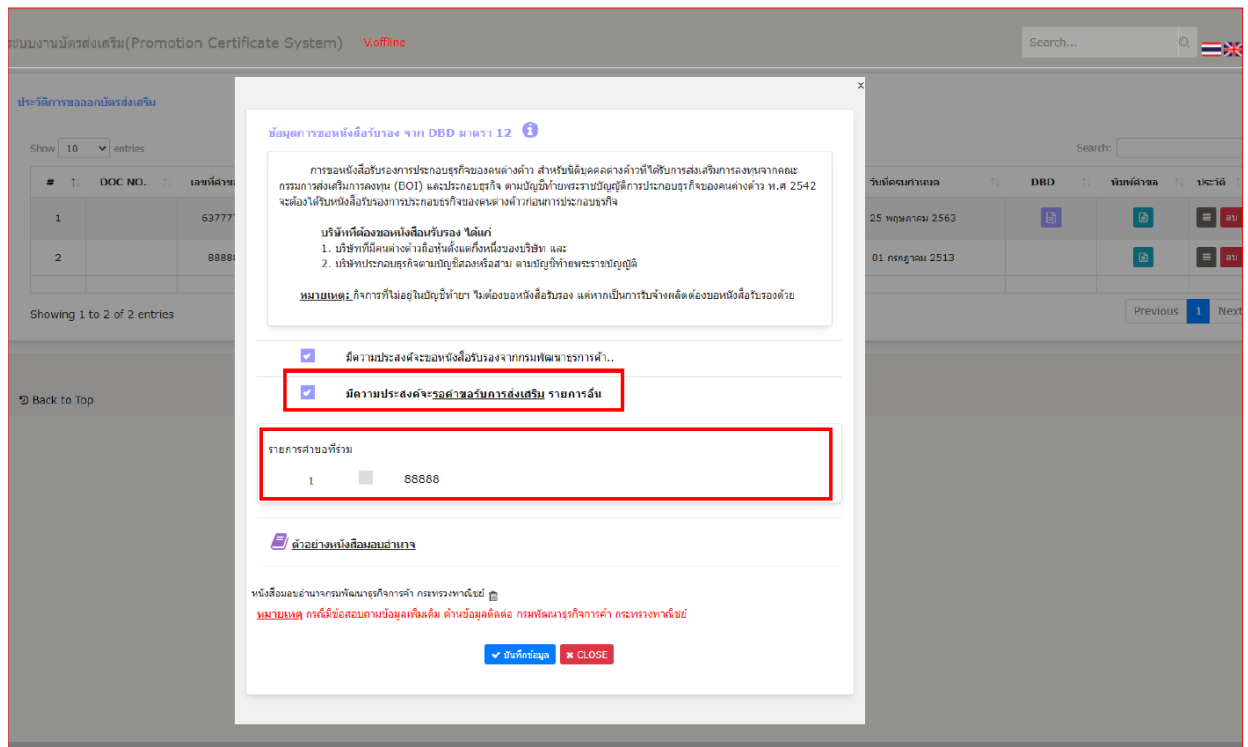 ระบบงานบัตรส่งเสริม(Promotion Certificate System) V.offline
Search...
ประวัติการขอออกบัตรส่งเสริม
Show 10 entries
Search:
# DOC NO. วันที่ครบกำหนด DBD พิมพ์คำขอ ประวัติ
1 63777 25 พฤษภาคม 2563 ลบ
2 8888 01 กรกฎาคม 2513 ลบ
Showing 1 to 2 of 2 entries
Previous 1 Next
Back to Top
x
ข้อมูลการขอหนังสือรับรอง จาก DBD มาตรา 12
การขอหนังสือรับรองการประกอบธุรกิจของคนต่างด้าว สำหรับนิติบุคคลต่างด้าวที่ได้รับการส่งเสริมการลงทุนจากคณะ
กรรมการส่งเสริมการลงทุน (BOI) และประกอบธุรกิจ ตามบัญชีท้ายพระราชบัญญัติการประกอบธุรกิจของคนต่างด้าว พ.ศ 2542
จะต้องได้รับหนังสือรับรองการประกอบธุรกิจของคนต่างด้าวก่อนการประกอบธุรกิจ
บริษัทที่ต้องขอหนังสือนรับรอง ได้แก่
1. บริษัทที่มีคนต่างด้าวถือหุ้นตั้งแต่กึ่งหนึ่งของบริษัท และ
2. บริษัทประกอบธุรกิจตามบัญชีสองหรือสาม ตามบัญชีท้ายพระราชบัญญัติ
หมายเหตุ: กิจการที่ไม่อยู่ในบัญชีท้ายฯ ไม่ต้องขอหนังสือรับรอง แต่หากเป็นการรับจ้างผลิตต้องขอหนังสือรับรองด้วย
มีความประสงค์จะขอหนังสือรับรองจากกรมพัฒนาธุรการค้า..
มีความประสงค์จะรอคำขอรับการส่งเสริม รายการอื่น
รายการคำขอที่ร่วม
1 88888
ตัวอย่างหนังสือมอบอำนาจ
หนังสือมอบอำนาจกรมพัฒนาธุรกิจการค้า กระทรวงพาณิชย์
หมายเหตุ กรณีมีข้อสอบถามข้อมูลเพิ่มเติม ด้านข้อมูลติดต่อ กรมพัฒนาธุรกิจการค้า กระทรวงพาณิชย์
บันทึกข้อมูล CLOSE